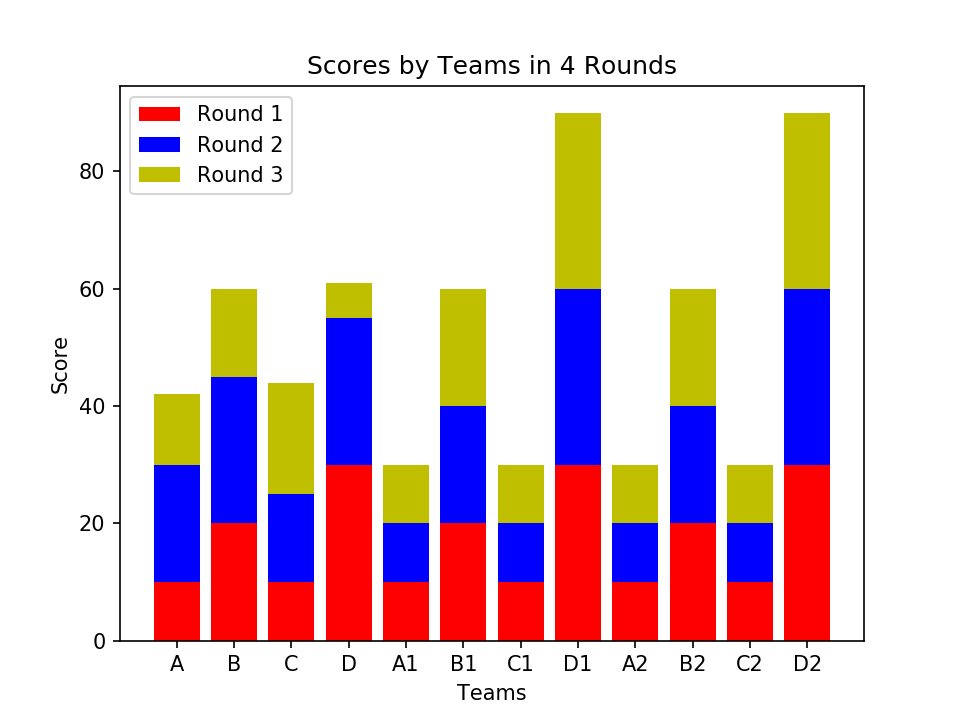 Scores by Teams in 4 Rounds
Round 1
Round 2
Round 3
80
60
40
20
0
Score
A B C D A1 B1 C1 D1 A2 B2 C2 D2
Teams